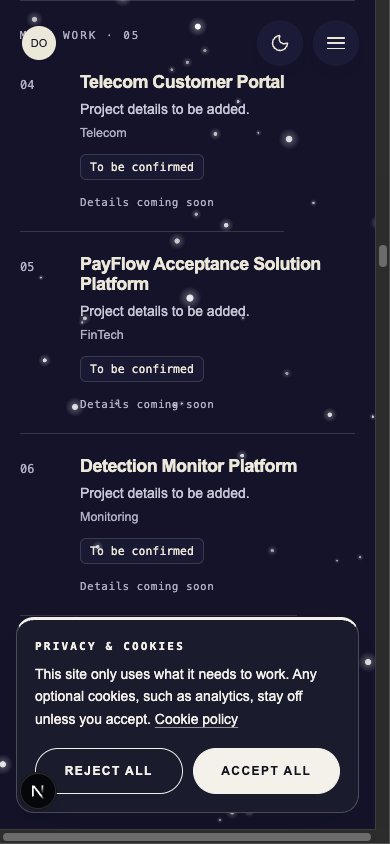 WORK · 05
DO
04
Telecom Customer Portal
Project details to be added.
Telecom
To be confirmed
Details coming soon
05
PayFlow Acceptance Solution
Platform
Project details to be added.
FinTech
To be confirmed
Details coming soon
06
Detection Monitor Platform
Project details to be added.
Monitoring
To be confirmed
Details coming soon
PRIVACY & COOKIES
This site only uses what it needs to work. Any
optional cookies, such as analytics, stay off
unless you accept. Cookie policy
REJECT ALL
ACCEPT ALL
N